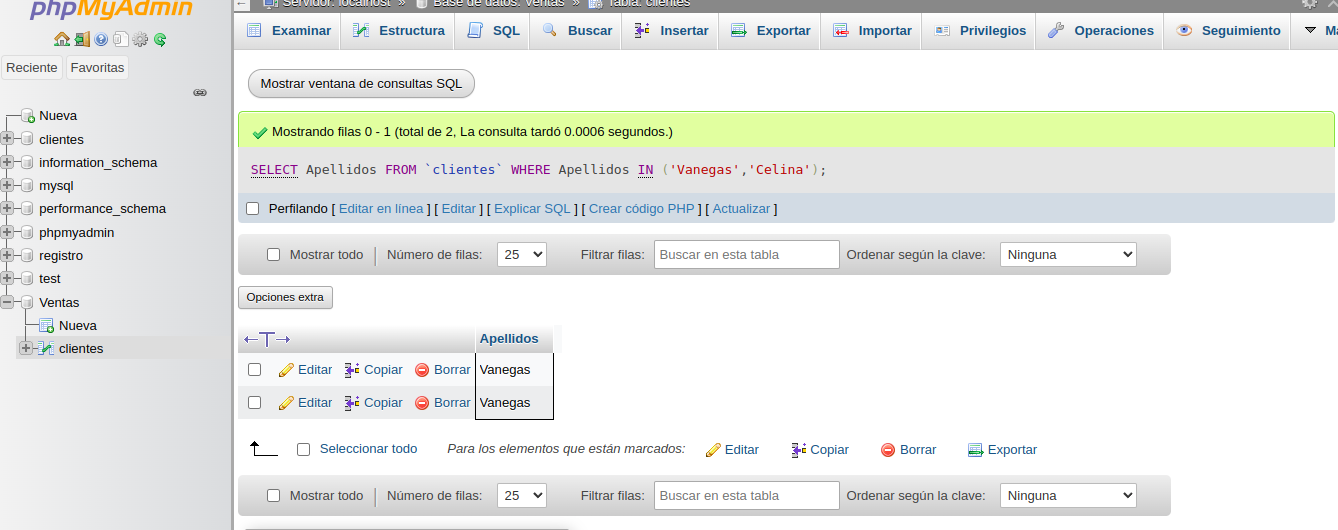 phpMyAdmin
Reciente Favoritas
Nueva
clientes
information_schema
mysql
performance_schema
phpmyadmin
registro
test
Ventas
Nueva
clientes
Servidor: localhost » Base de datos: Ventas » Tabla: clientes
Examinar Estructura SQL Buscar Insertar Exportar Importar Privilegios Operaciones Seguimiento
Mostrar ventana de consultas SQL
Mostrando filas 0 - 1 (total de 2, La consulta tardó 0.0006 segundos.)
SELECT Apellidos FROM `clientes` WHERE Apellidos IN ('Vanegas','Celina');
Perfilando [ Editar en línea ] [ Editar ] [ Explicar SQL ] [ Crear código PHP ] [ Actualizar ]
Mostrar todo | Número de filas: 25 Filtrar filas: Buscar en esta tabla Ordenar según la clave: Ninguna
Opciones extra
←T→ Apellidos
Editar Copiar Borrar Vanegas
Editar Copiar Borrar Vanegas
Seleccionar todo Para los elementos que están marcados: Editar Copiar Borrar Exportar
Mostrar todo | Número de filas: 25 Filtrar filas: Buscar en esta tabla Ordenar según la clave: Ninguna